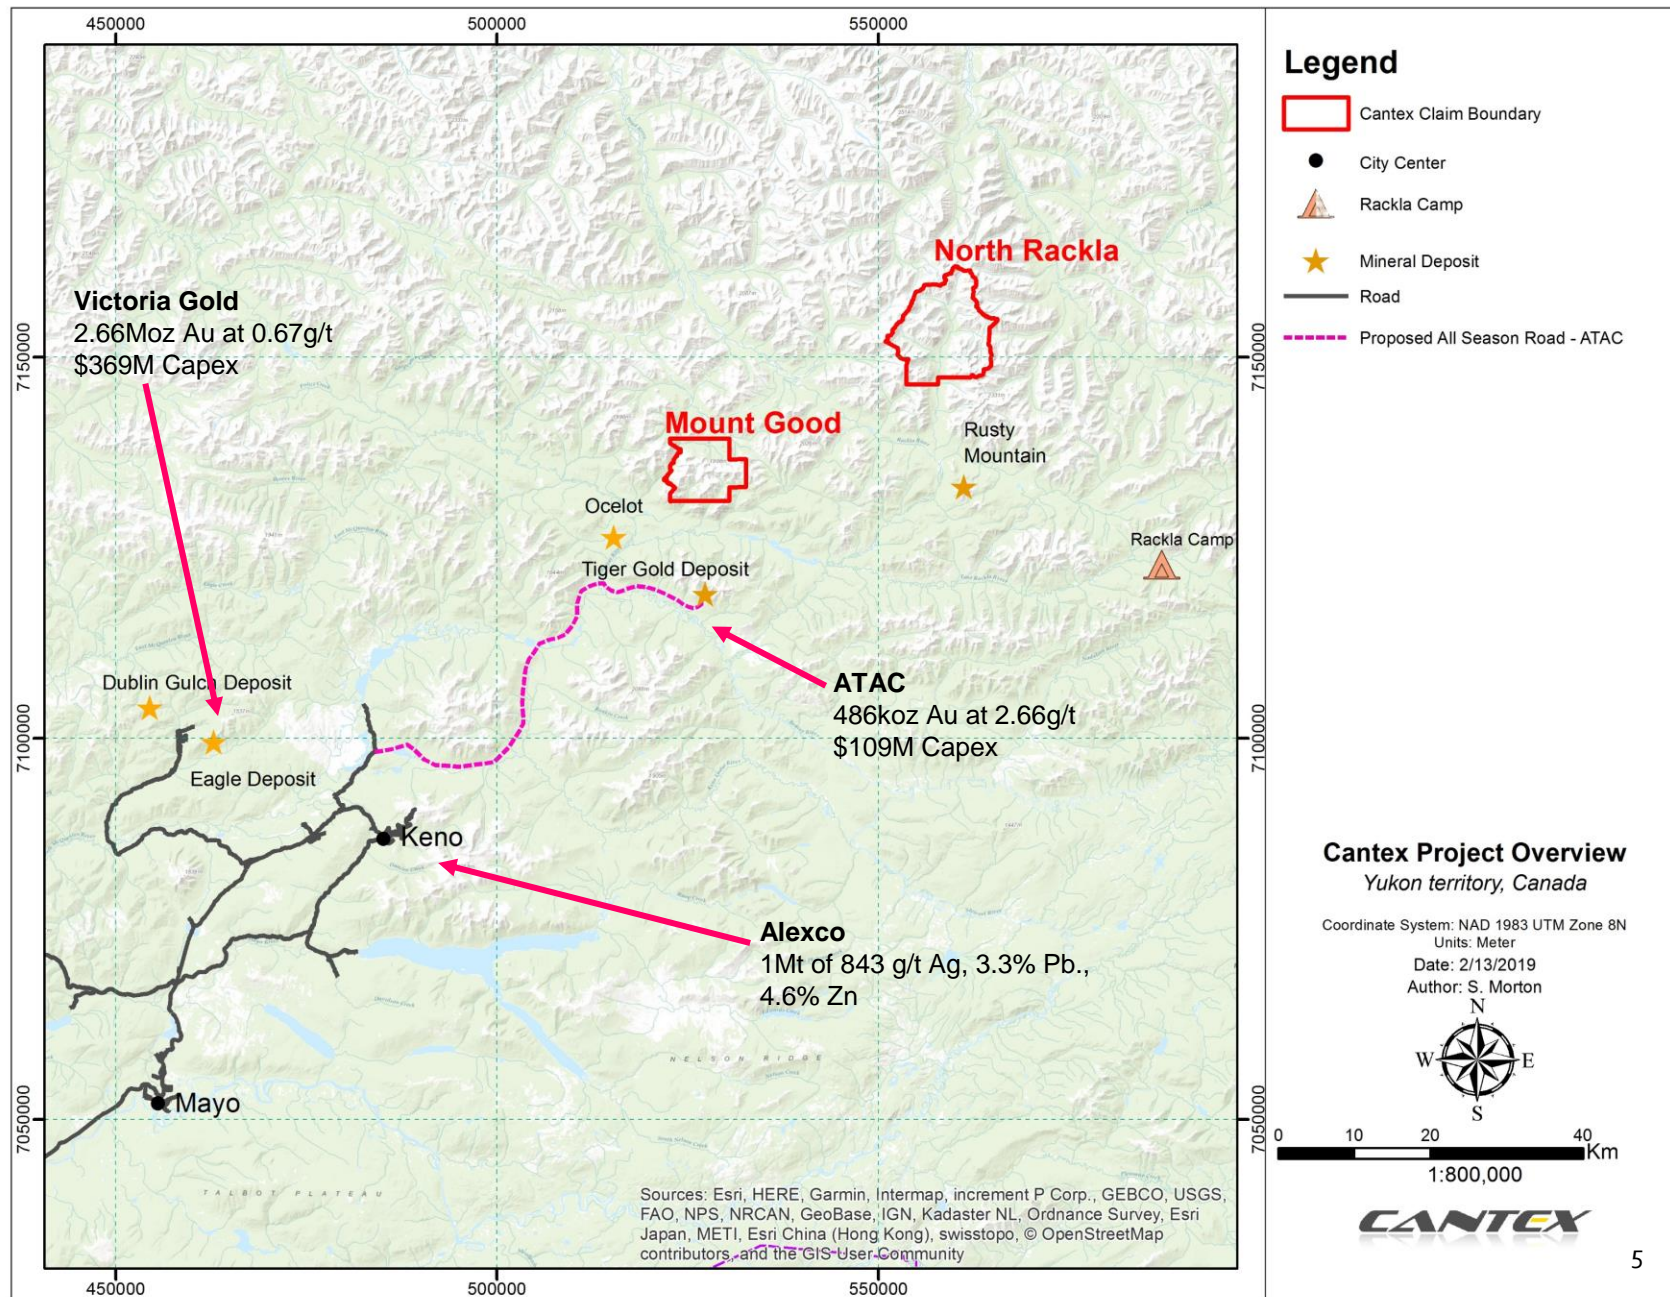 450000
500000
550000
7150000
7100000
7050000
7150000
7100000
7050000
North Rackla
Victoria Gold
2.66Moz Au at 0.67g/t
$369M Capex
Mount Good
Rusty
Mountain
Ocelot
Rackla Camp
Tiger Gold Deposit
Dublin Gulch Deposit
ATAC
486koz Au at 2.66g/t
$109M Capex
Eagle Deposit
Keno
Alexco
1Mt of 843 g/t Ag, 3.3% Pb.,
4.6% Zn
NELSON RIDGE
Mayo
TALBOT PLATEAU
Sources: Esri, HERE, Garmin, Intermap, increment P Corp., GEBCO, USGS,
FAO, NPS, NRCAN, GeoBase, IGN, Kadaster NL, Ordnance Survey, Esri
Japan, METI, Esri China (Hong Kong), swisstopo, © OpenStreetMap
contributors, and the GIS User Community
450000
500000
550000
Legend
Cantex Claim Boundary
City Center
Rackla Camp
Mineral Deposit
Road
Proposed All Season Road - ATAC
Cantex Project Overview
Yukon territory, Canada
Coordinate System: NAD 1983 UTM Zone 8N
Units: Meter
Date: 2/13/2019
Author: S. Morton
N
W E
S
0 10 20 40
Km
1:800,000
CANTEX
5